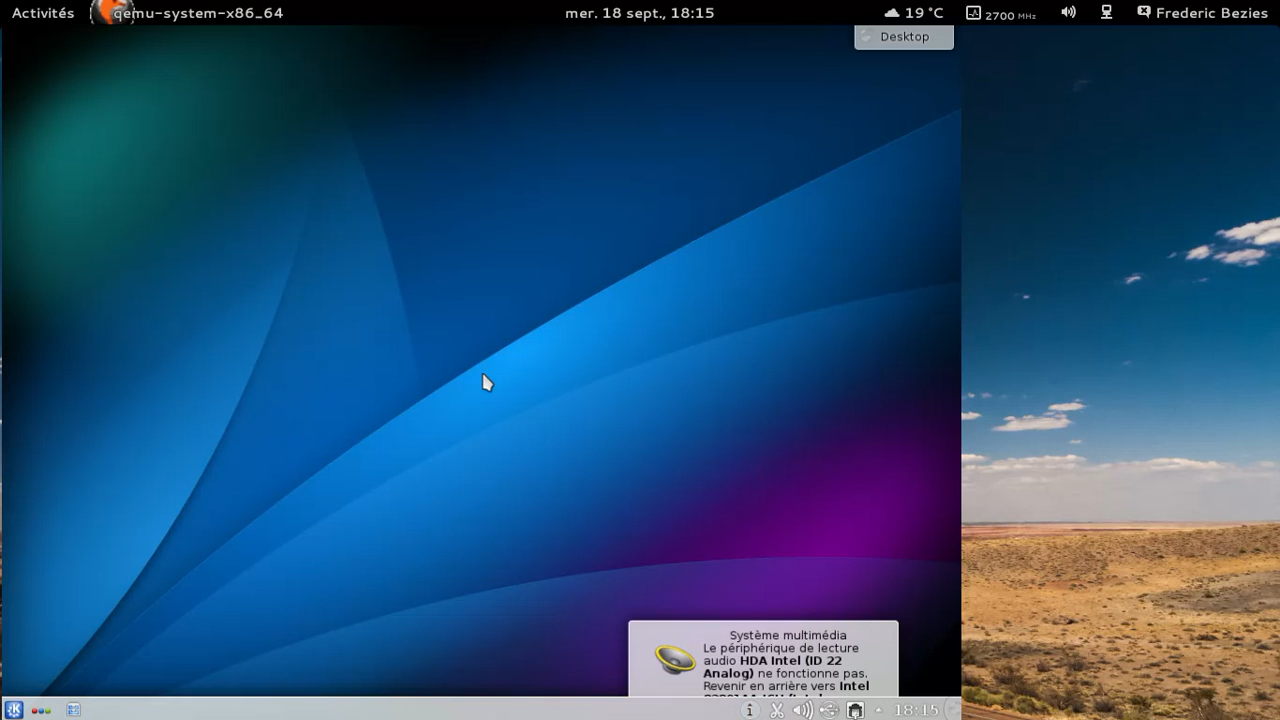 Activités qemu-system-x86_64 mer. 18 sept., 18:15 19 °C 2700 MHz Frederic Bezies
Desktop
Système multimédia
Le périphérique de lecture
audio HDA Intel (ID 22
Analog) ne fonctionne pas.
Revenir en arrière vers Intel
18:15